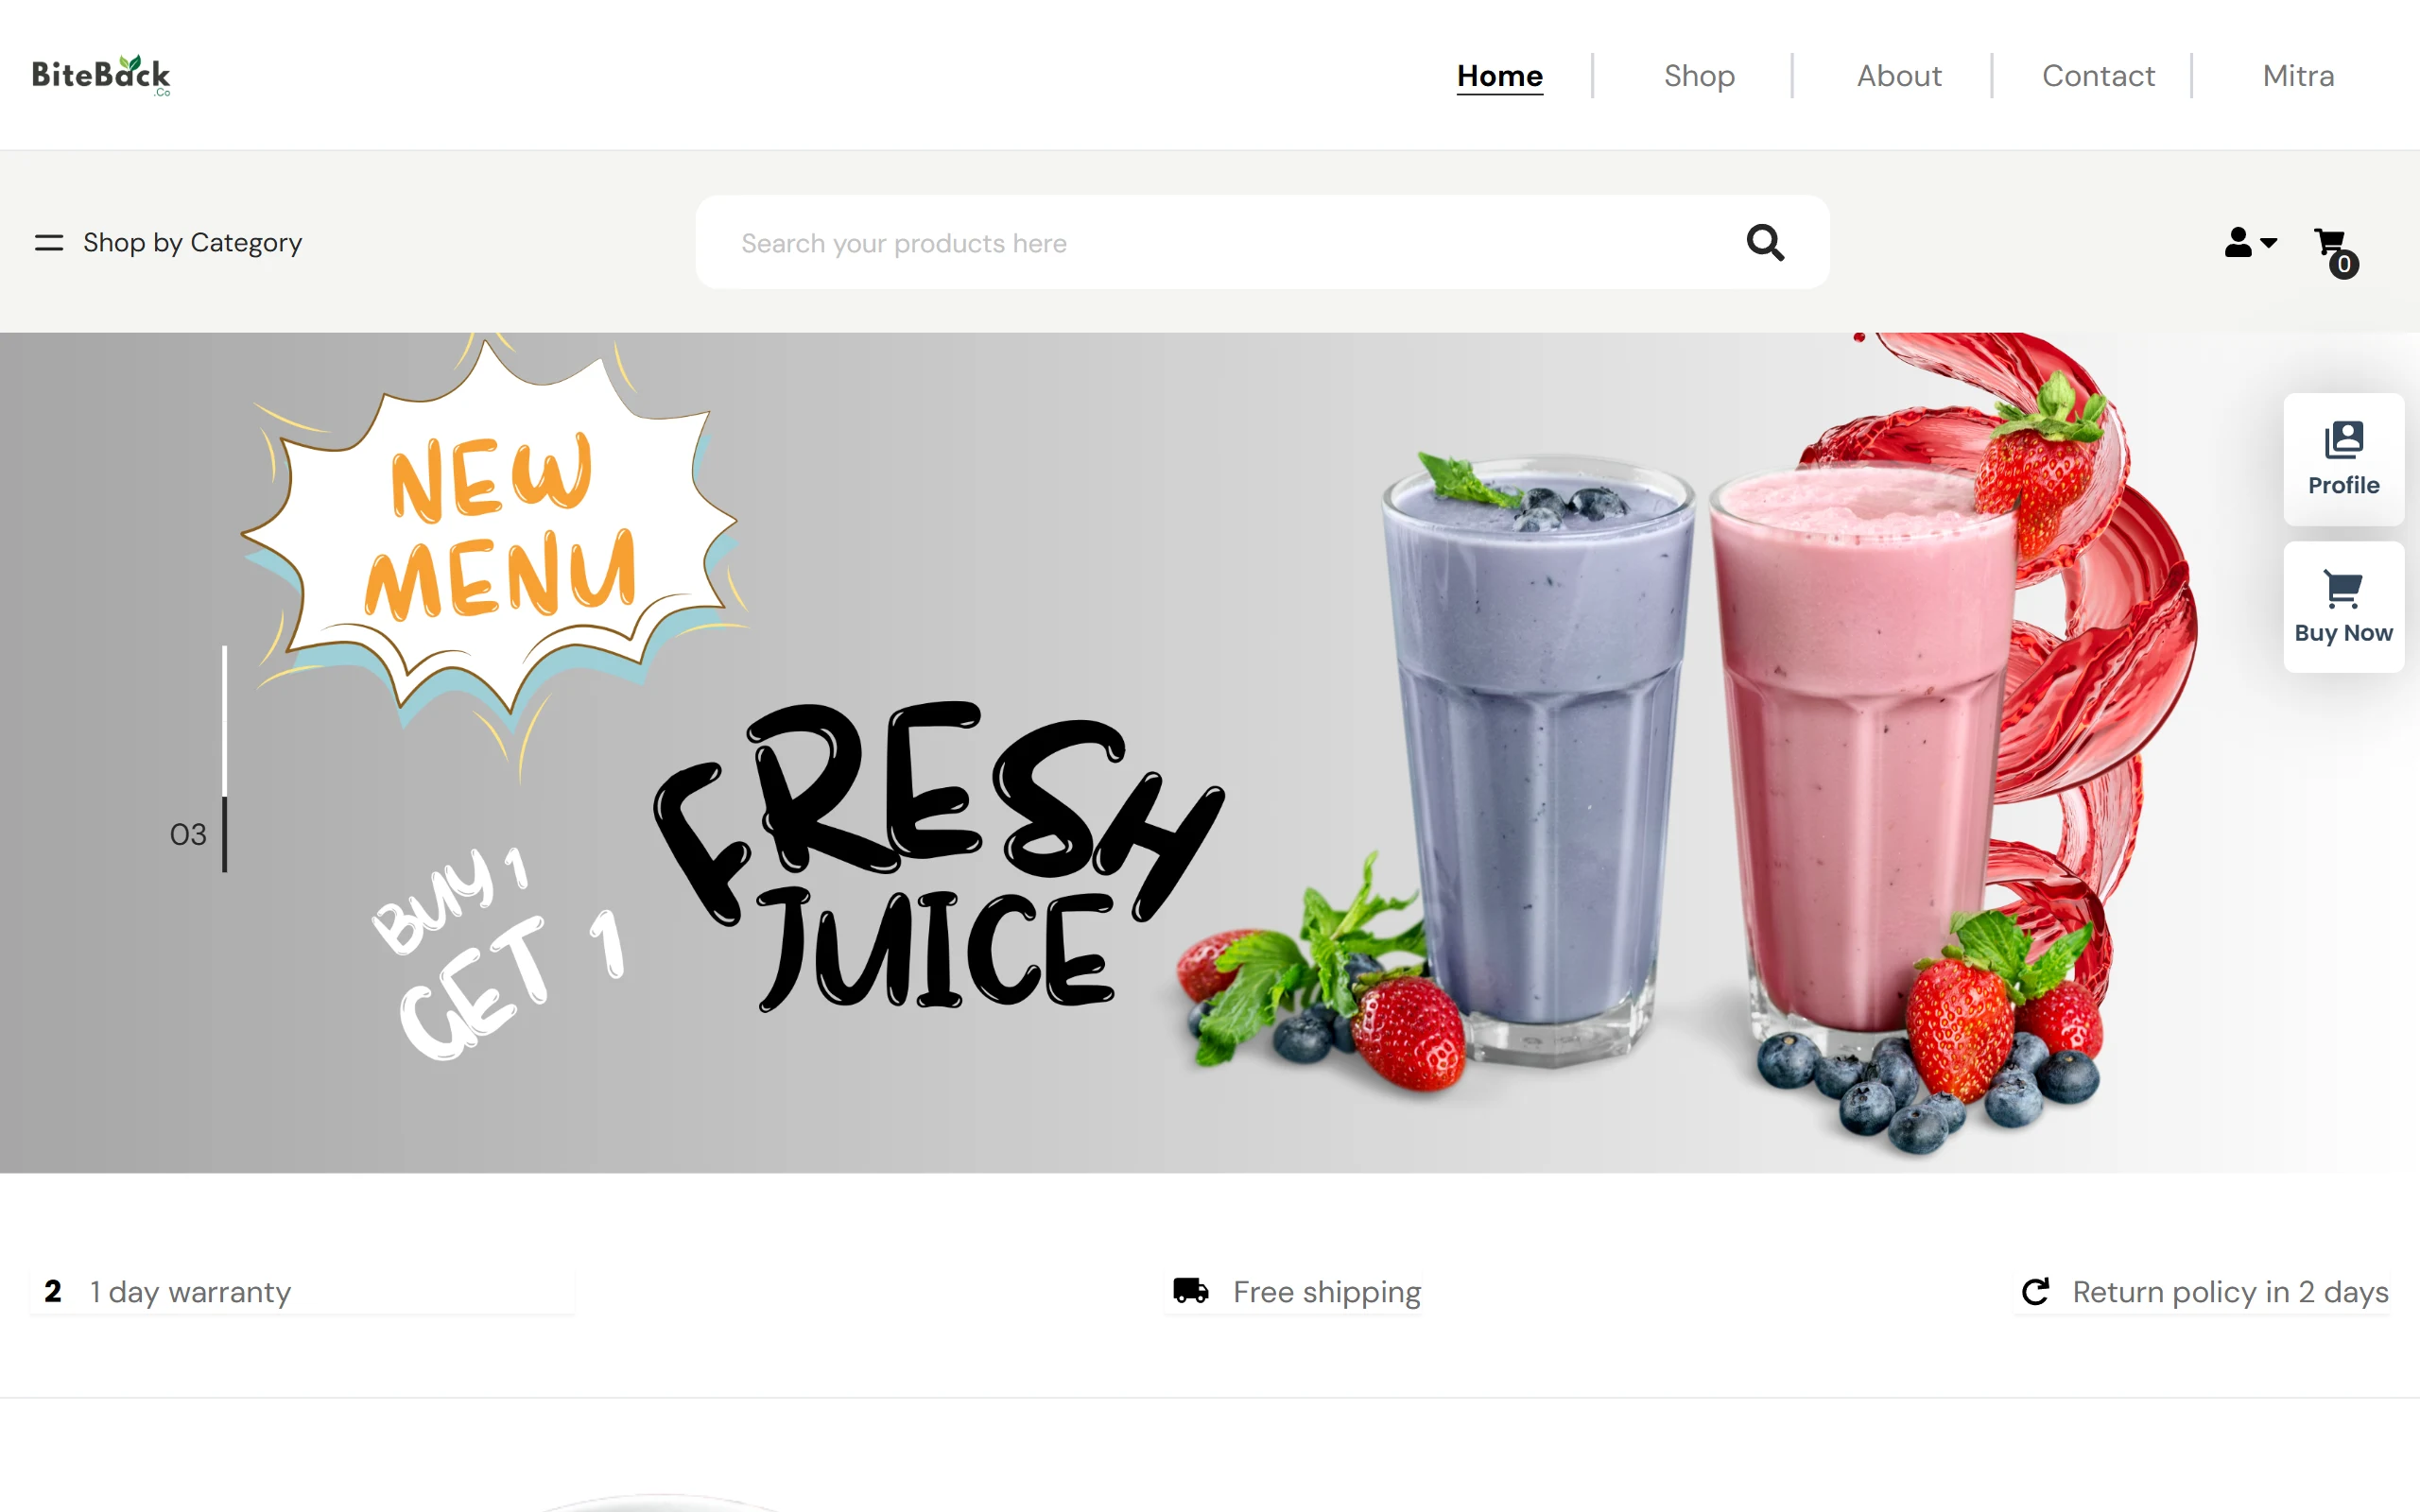 BiteBack
.Co
Home
Shop
About
Contact
Mitra
Shop by Category
Search your products here
0
NEW
MENU
Profile
Buy Now
03
BUY 1
GET 1
FRESH
JUICE
2 1 day warranty
Free shipping
Return policy in 2 days